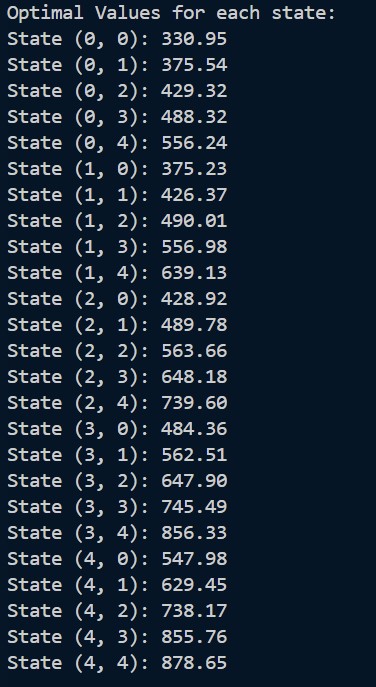 Optimal Values for each state:
State (0, 0): 330.95
State (0, 1): 375.54
State (0, 2): 429.32
State (0, 3): 488.32
State (0, 4): 556.24
State (1, 0): 375.23
State (1, 1): 426.37
State (1, 2): 490.01
State (1, 3): 556.98
State (1, 4): 639.13
State (2, 0): 428.92
State (2, 1): 489.78
State (2, 2): 563.66
State (2, 3): 648.18
State (2, 4): 739.60
State (3, 0): 484.36
State (3, 1): 562.51
State (3, 2): 647.90
State (3, 3): 745.49
State (3, 4): 856.33
State (4, 0): 547.98
State (4, 1): 629.45
State (4, 2): 738.17
State (4, 3): 855.76
State (4, 4): 878.65